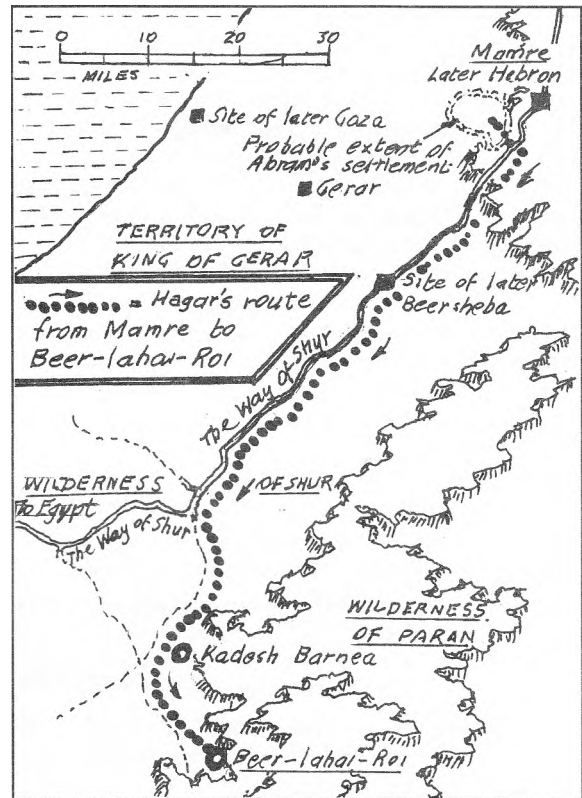 0 10 20 30
MILES
Mamre
Later Hebron
Site of later Gaza
Probable extent of
Abram's settlement
Gerar
TERRITORY OF
KING OF GERAR
Site of later
Beersheba
= Hagar's route
from Mamre to
Beer-lahai-Roi
The Way of Shur
WILDERNESS OF SHUR
To Egypt
The Way of Shur
WILDERNESS
OF PARAN
Kadesh Barnea
Beer-lahai-Roi